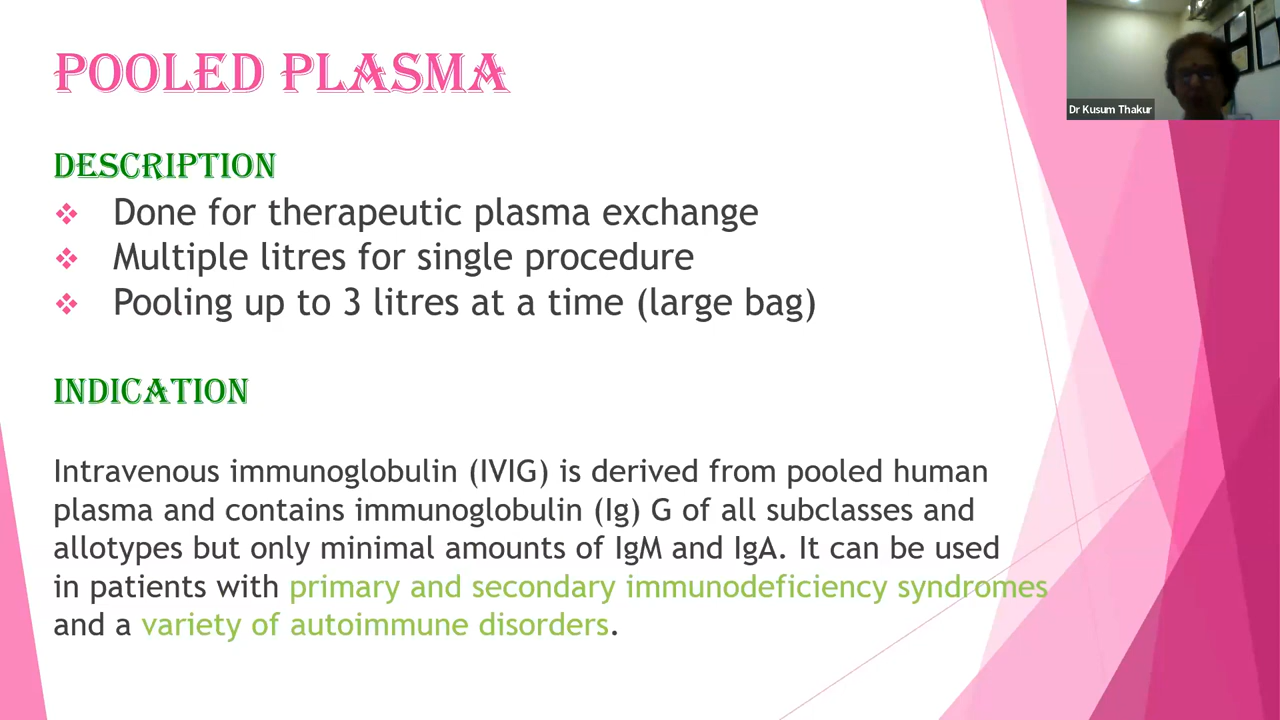 POOLED PLASMA
Dr Kusum Thakur
DESCRIPTION
❖ Done for therapeutic plasma exchange
❖ Multiple litres for single procedure
❖ Pooling up to 3 litres at a time (large bag)
INDICATION
Intravenous immunoglobulin (IVIG) is derived from pooled human
plasma and contains immunoglobulin (Ig) G of all subclasses and
allotypes but only minimal amounts of IgM and IgA. It can be used
in patients with primary and secondary immunodeficiency syndromes
and a variety of autoimmune disorders.